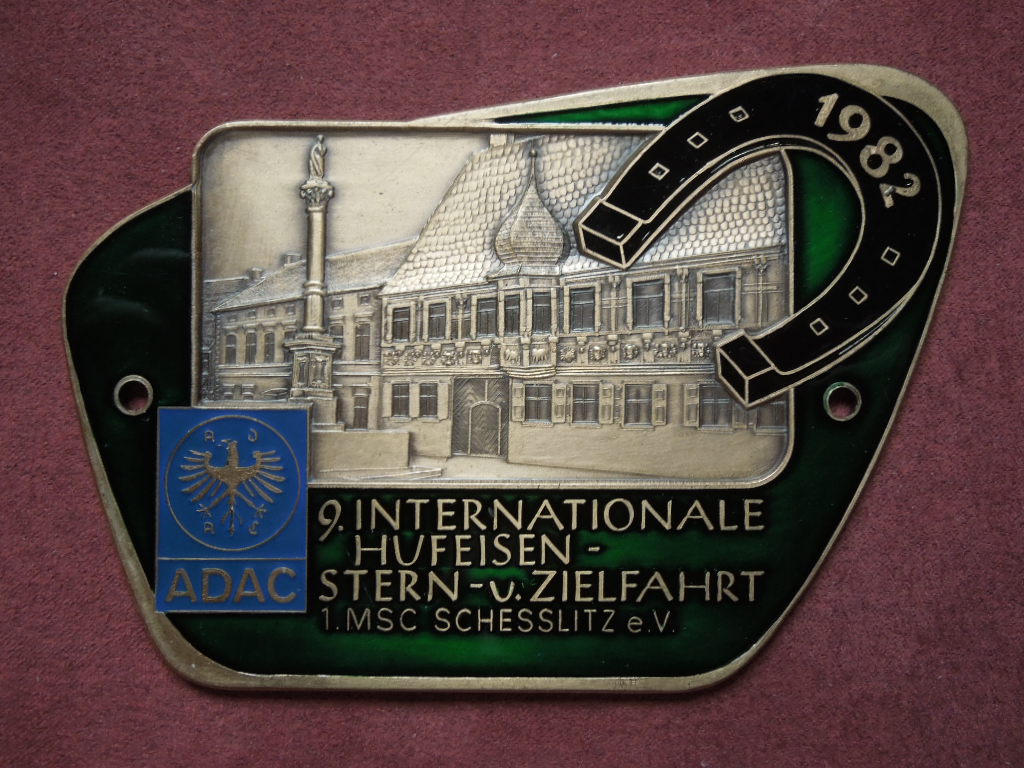 1982
A D
A C
ADAC
9. INTERNATIONALE
HUFEISEN-
STERN-u. ZIELFAHRT
1. MSC SCHESSLITZ e.V.